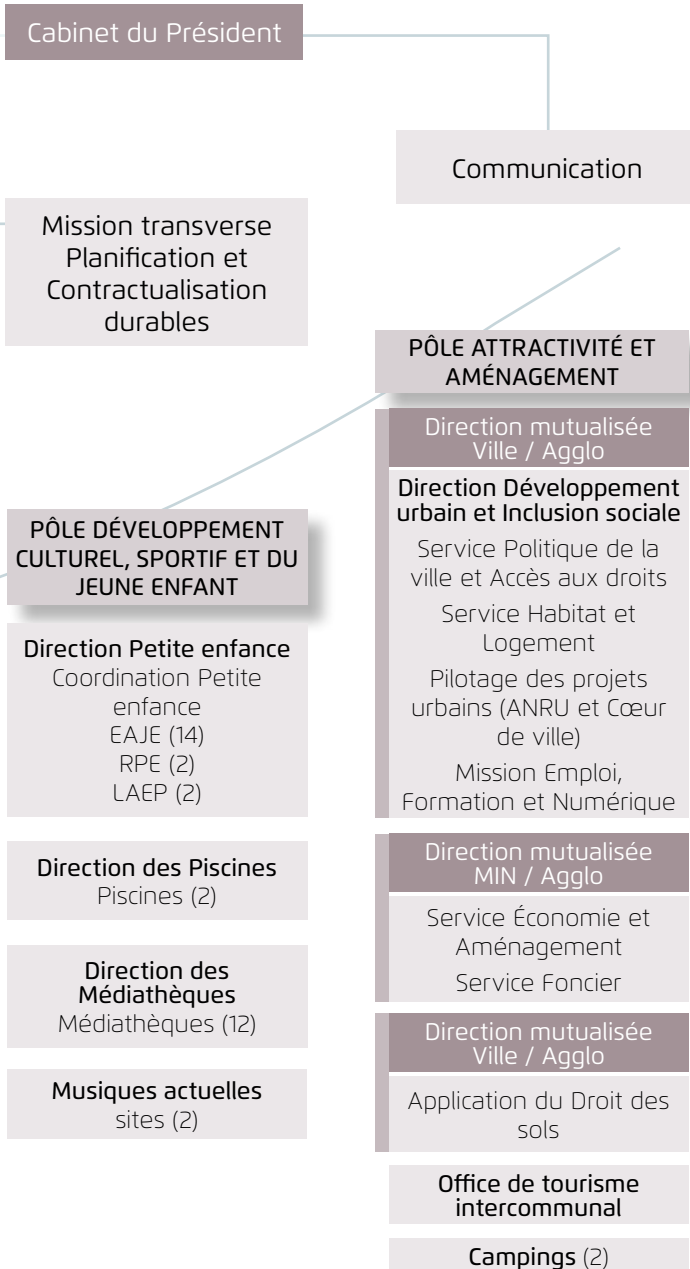 Cabinet du Président
Communication
Mission transverse
Planification et
Contractualisation
durables
PÔLE DÉVELOPPEMENT
CULTUREL, SPORTIF ET DU
JEUNE ENFANT
Direction Petite enfance
Coordination Petite
enfance
EAJE (14)
RPE (2)
LAEP (2)
Direction des Piscines
Piscines (2)
Direction des
Médiathèques
Médiathèques (12)
Musiques actuelles
sites (2)
PÔLE ATTRACTIVITÉ ET
AMÉNAGEMENT
Direction mutualisée
Ville / Agglo
Direction Développement
urbain et Inclusion sociale
Service Politique de la
ville et Accès aux droits
Service Habitat et
Logement
Pilotage des projets
urbains (ANRU et Cœur
de ville)
Mission Emploi,
Formation et Numérique
Direction mutualisée
MIN / Agglo
Service Économie et
Aménagement
Service Foncier
Direction mutualisée
Ville / Agglo
Application du Droit des
sols
Office de tourisme
intercommunal
Campings (2)